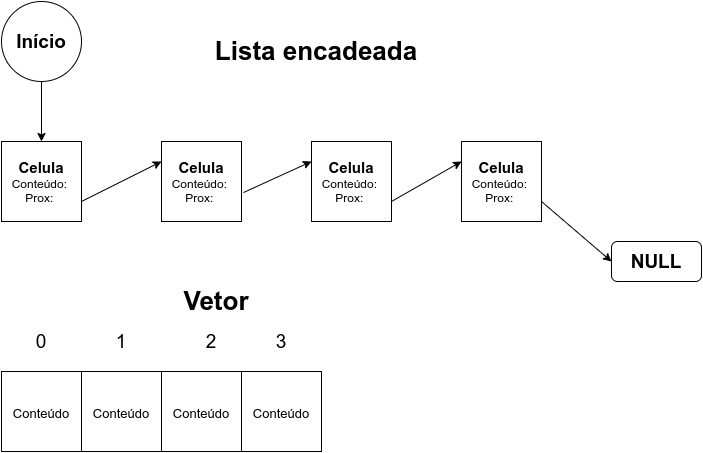 Início
Lista encadeada
Celula
Conteúdo:
Prox:
Celula
Conteúdo:
Prox:
Celula
Conteúdo:
Prox:
Celula
Conteúdo:
Prox:
NULL
Vetor
0 1 2 3
Conteúdo Conteúdo Conteúdo Conteúdo